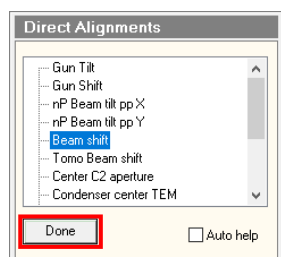 Direct Alignments
Gun Tilt
Gun Shift
nP Beam tilt pp X
nP Beam tilt pp Y
Beam shift
Tomo Beam shift
Center C2 aperture
Condenser center TEM
Done
Auto help